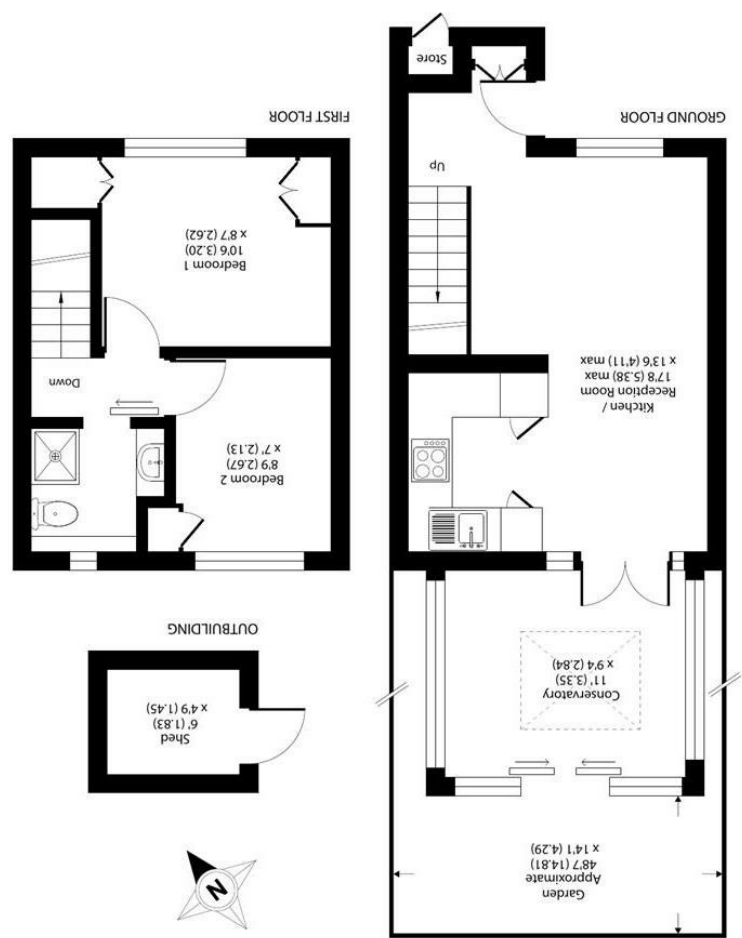 Garden
Approximate
48'7 (14.81)
x 14'1 (4.29)
N
Conservatory
11' (3.35)
x 9'4 (2.84)
Shed
6' (1.83)
x 4'9 (1.45)
OUTBUILDING
Kitchen /
Reception Room
17'8 (5.38) max
x 13'6 (4'11) max
Up
Store
GROUND FLOOR
Bedroom 2
8'9 (2.67)
x 7' (2.13)
Down
Bedroom 1
10'6 (3.20)
x 8'7 (2.62)
FIRST FLOOR